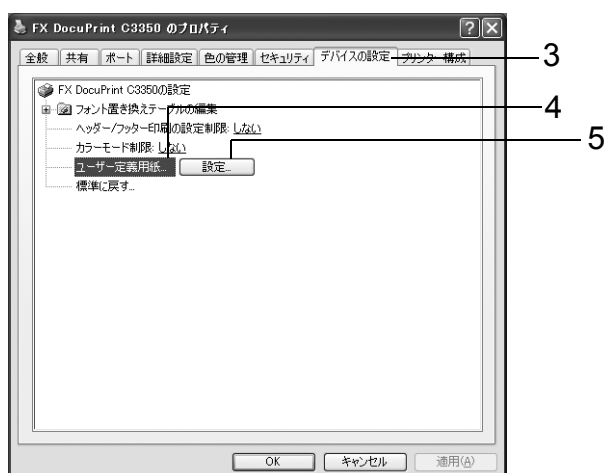 FX DocuPrint C3350 のプロパティ
全般 共有 ポート 詳細設定 色の管理 セキュリティ デバイスの設定 プリンター構成 3
FX DocuPrint C3350の設定
フォント置き換えテーブルの編集 4
ヘッダー/フッター印刷の設定制限: しない
カラーモード制限: しない 5
ユーザー定義用紙... 設定...
標準に戻す...
OK キャンセル 適用(A)